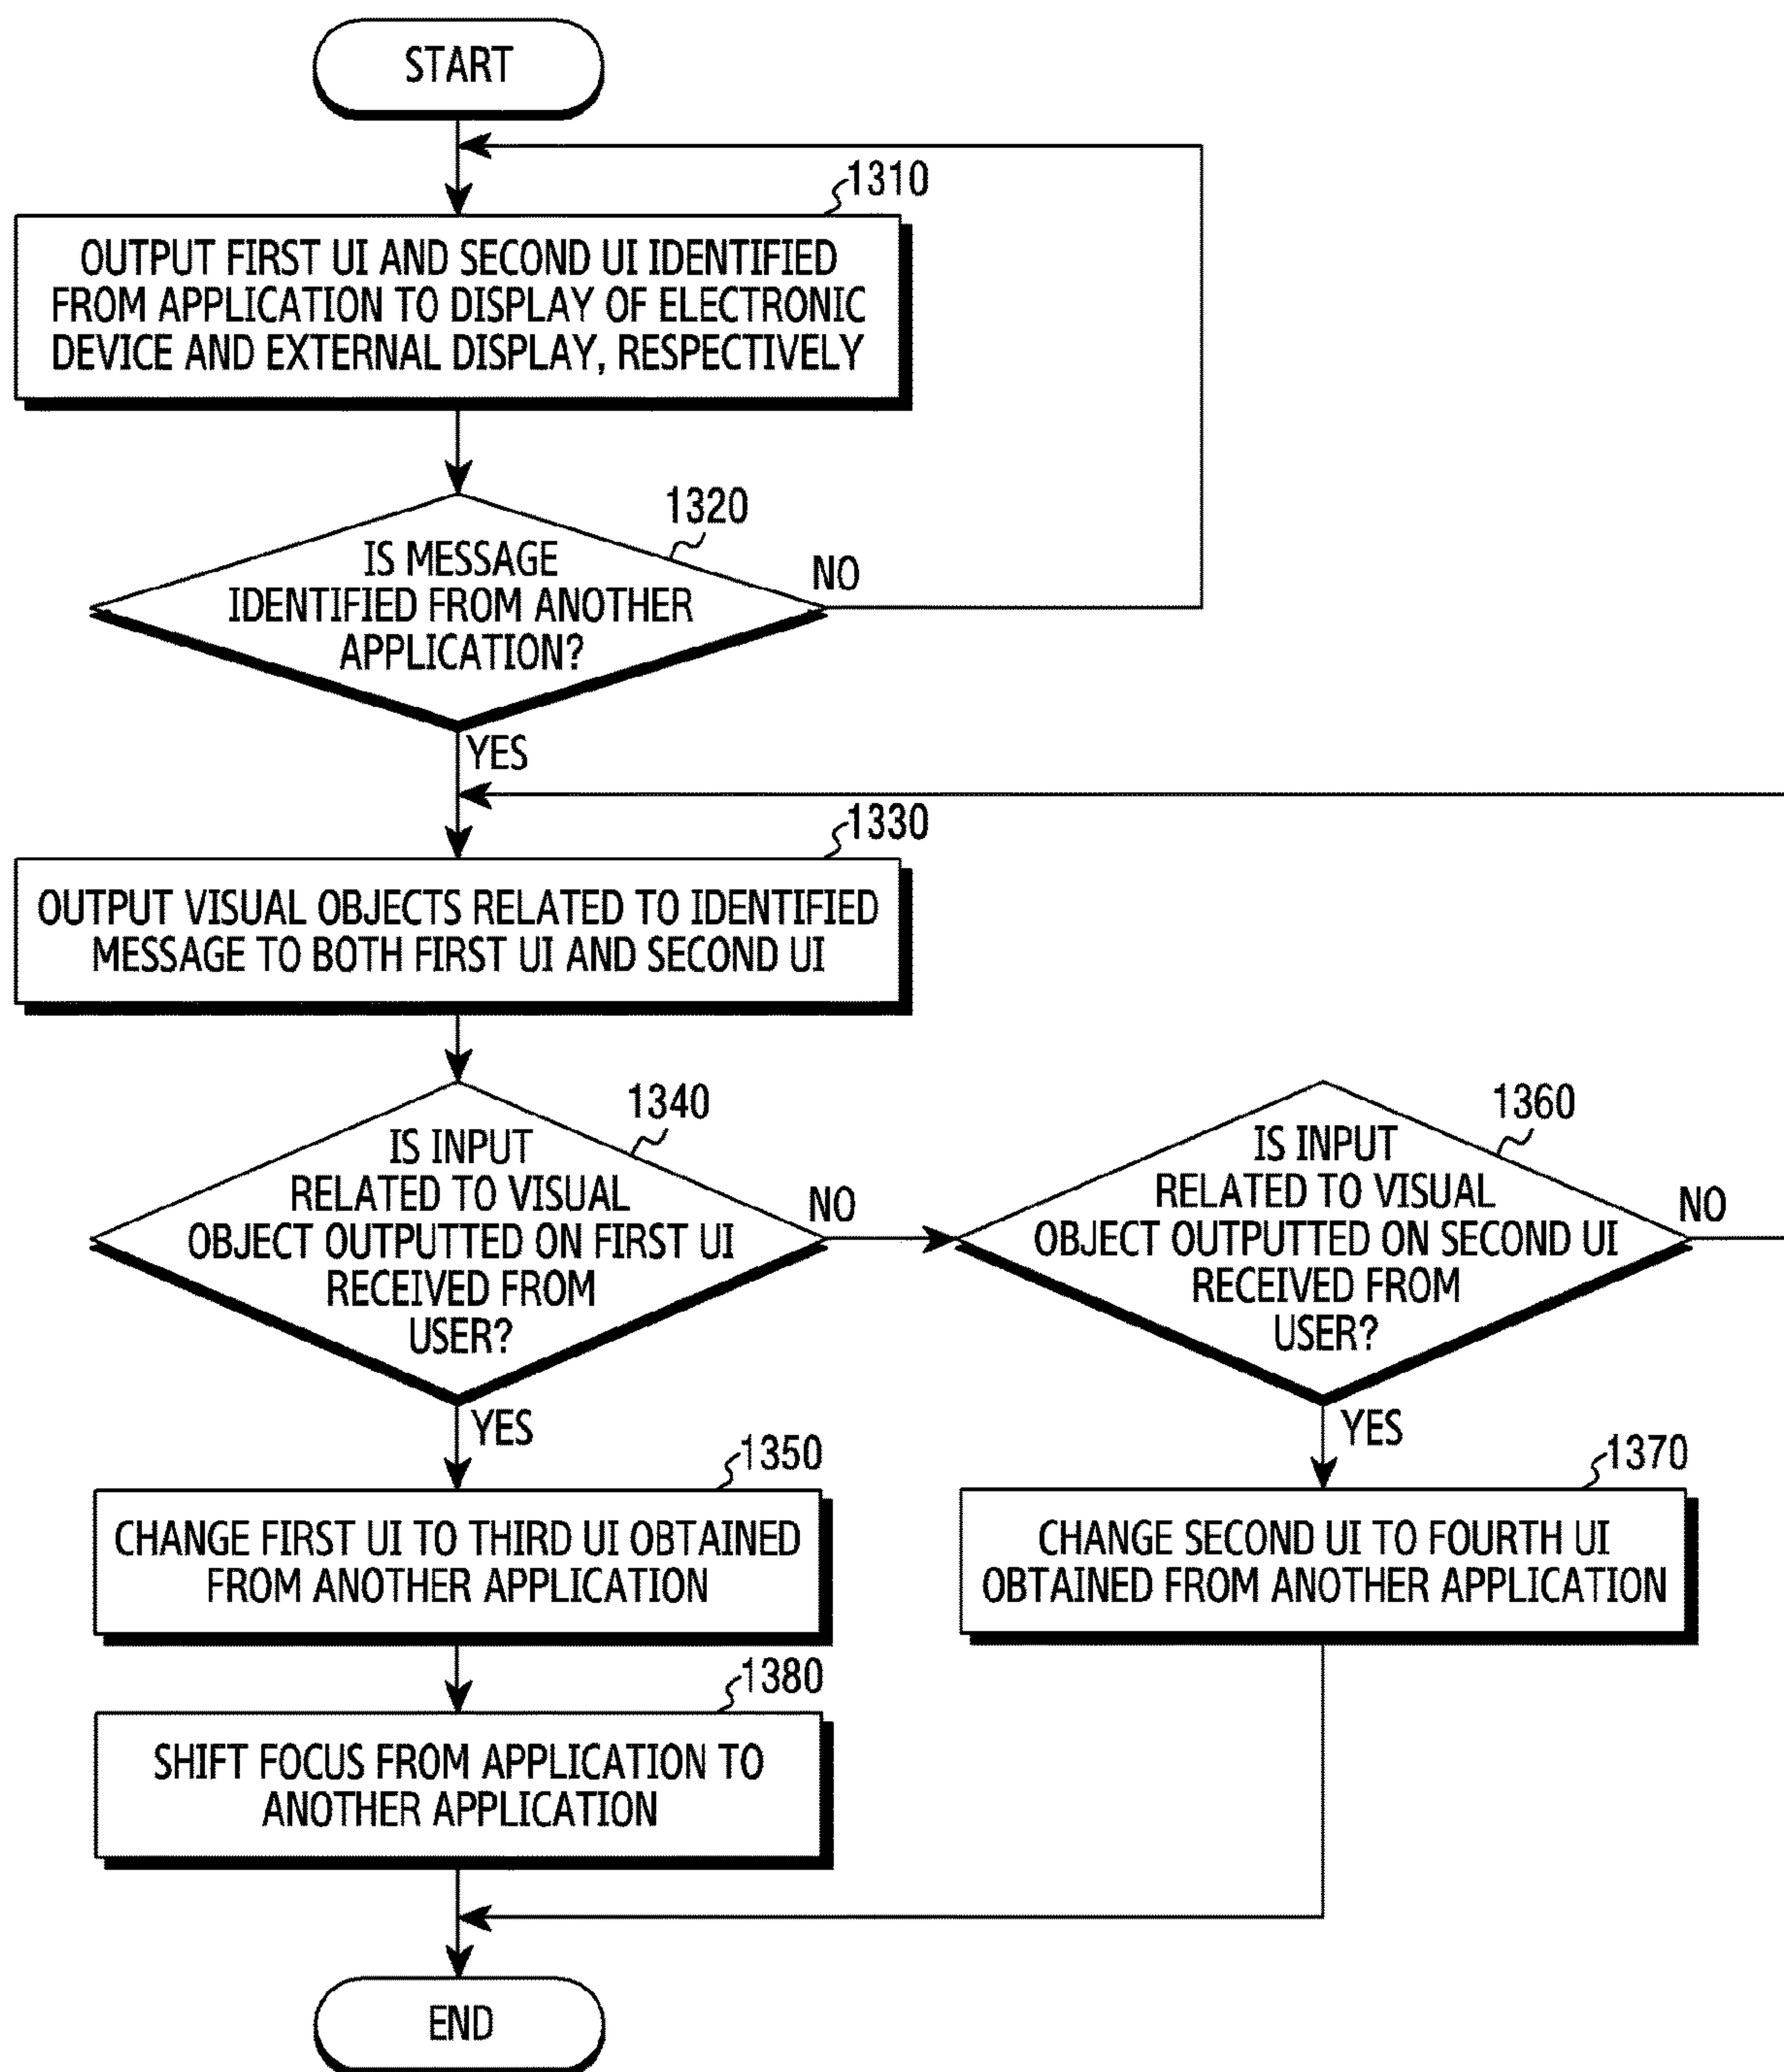 START
1310
OUTPUT FIRST UI AND SECOND UI IDENTIFIED
FROM APPLICATION TO DISPLAY OF ELECTRONIC
DEVICE AND EXTERNAL DISPLAY, RESPECTIVELY
1320
IS MESSAGE
IDENTIFIED FROM ANOTHER
APPLICATION?
NO
YES
1330
OUTPUT VISUAL OBJECTS RELATED TO IDENTIFIED
MESSAGE TO BOTH FIRST UI AND SECOND UI
1340
IS INPUT
RELATED TO VISUAL
OBJECT OUTPUTTED ON FIRST UI
RECEIVED FROM
USER?
NO
YES
1360
IS INPUT
RELATED TO VISUAL
OBJECT OUTPUTTED ON SECOND UI
RECEIVED FROM
USER?
NO
YES
1350
CHANGE FIRST UI TO THIRD UI OBTAINED
FROM ANOTHER APPLICATION
1370
CHANGE SECOND UI TO FOURTH UI
OBTAINED FROM ANOTHER APPLICATION
1380
SHIFT FOCUS FROM APPLICATION TO
ANOTHER APPLICATION
END